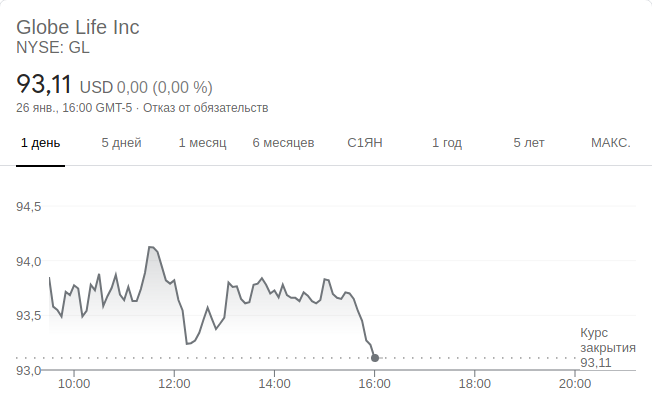 Globe Life Inc
NYSE: GL
93,11 USD 0,00 (0,00 %)
26 янв., 16:00 GMT-5 · Отказ от обязательств
1 день 5 дней 1 месяц 6 месяцев С1ЯН 1 год 5 лет МАКС.
94,5
94,0
93,5
Курс
закрытия
93,11
93,0
10:00 12:00 14:00 16:00 18:00 20:00